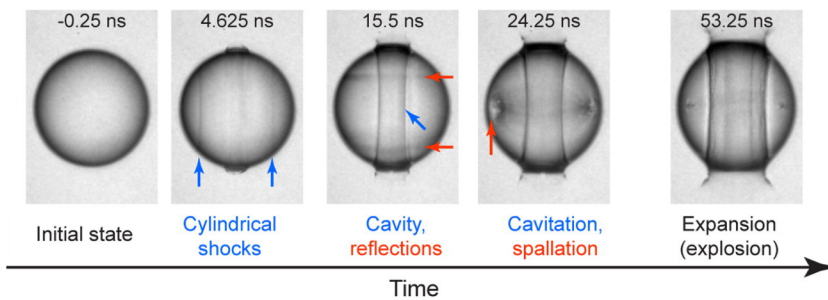 -0.25 ns
4.625 ns
15.5 ns
24.25 ns
53.25 ns
Initial state
Cylindrical
shocks
Cavity,
reflections
Cavitation,
spallation
Expansion
(explosion)
Time